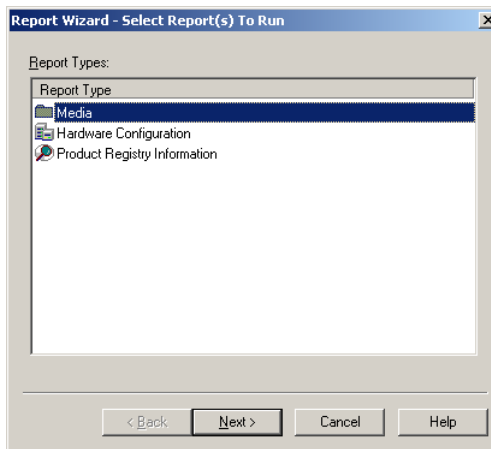 Report Wizard - Select Report(s) To Run
Report Types:
Report Type
Media
Hardware Configuration
Product Registry Information
< Back Next > Cancel Help